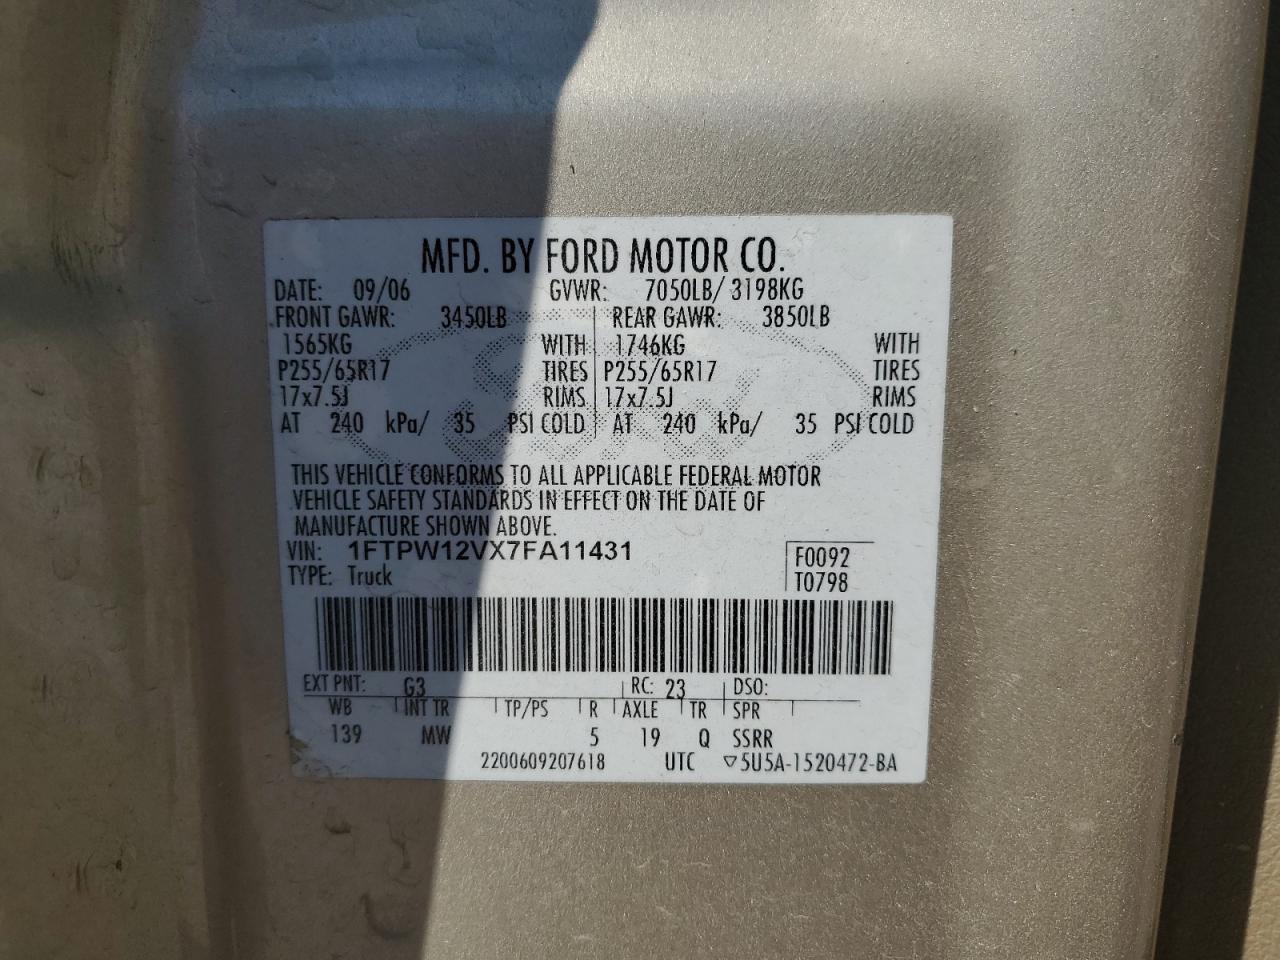 MFD. BY FORD MOTOR CO.
DATE: 09/06 GVWR: 7050LB/ 3198KG
FRONT GAWR: 3450LB REAR GAWR: 3850LB
1565KG WITH 1746KG WITH
P255/65R17 TIRES P255/65R17 TIRES
17x7.5J RIMS 17x7.5J RIMS
AT 240 kPa/ 35 PSI COLD AT 240 kPa/ 35 PSI COLD
THIS VEHICLE CONFORMS TO ALL APPLICABLE FEDERAL MOTOR
VEHICLE SAFETY STANDARDS IN EFFECT ON THE DATE OF
MANUFACTURE SHOWN ABOVE.
VIN: 1FTPW12VX7FA11431 F0092
TYPE: Truck T0798
EXT PNT: G3 RC: 23 DSO:
WB INT TR TP/PS R AXLE TR SPR
139 MW 5 19 Q SSRR
2200609207618 UTC ▽5U5A-1520472-BA